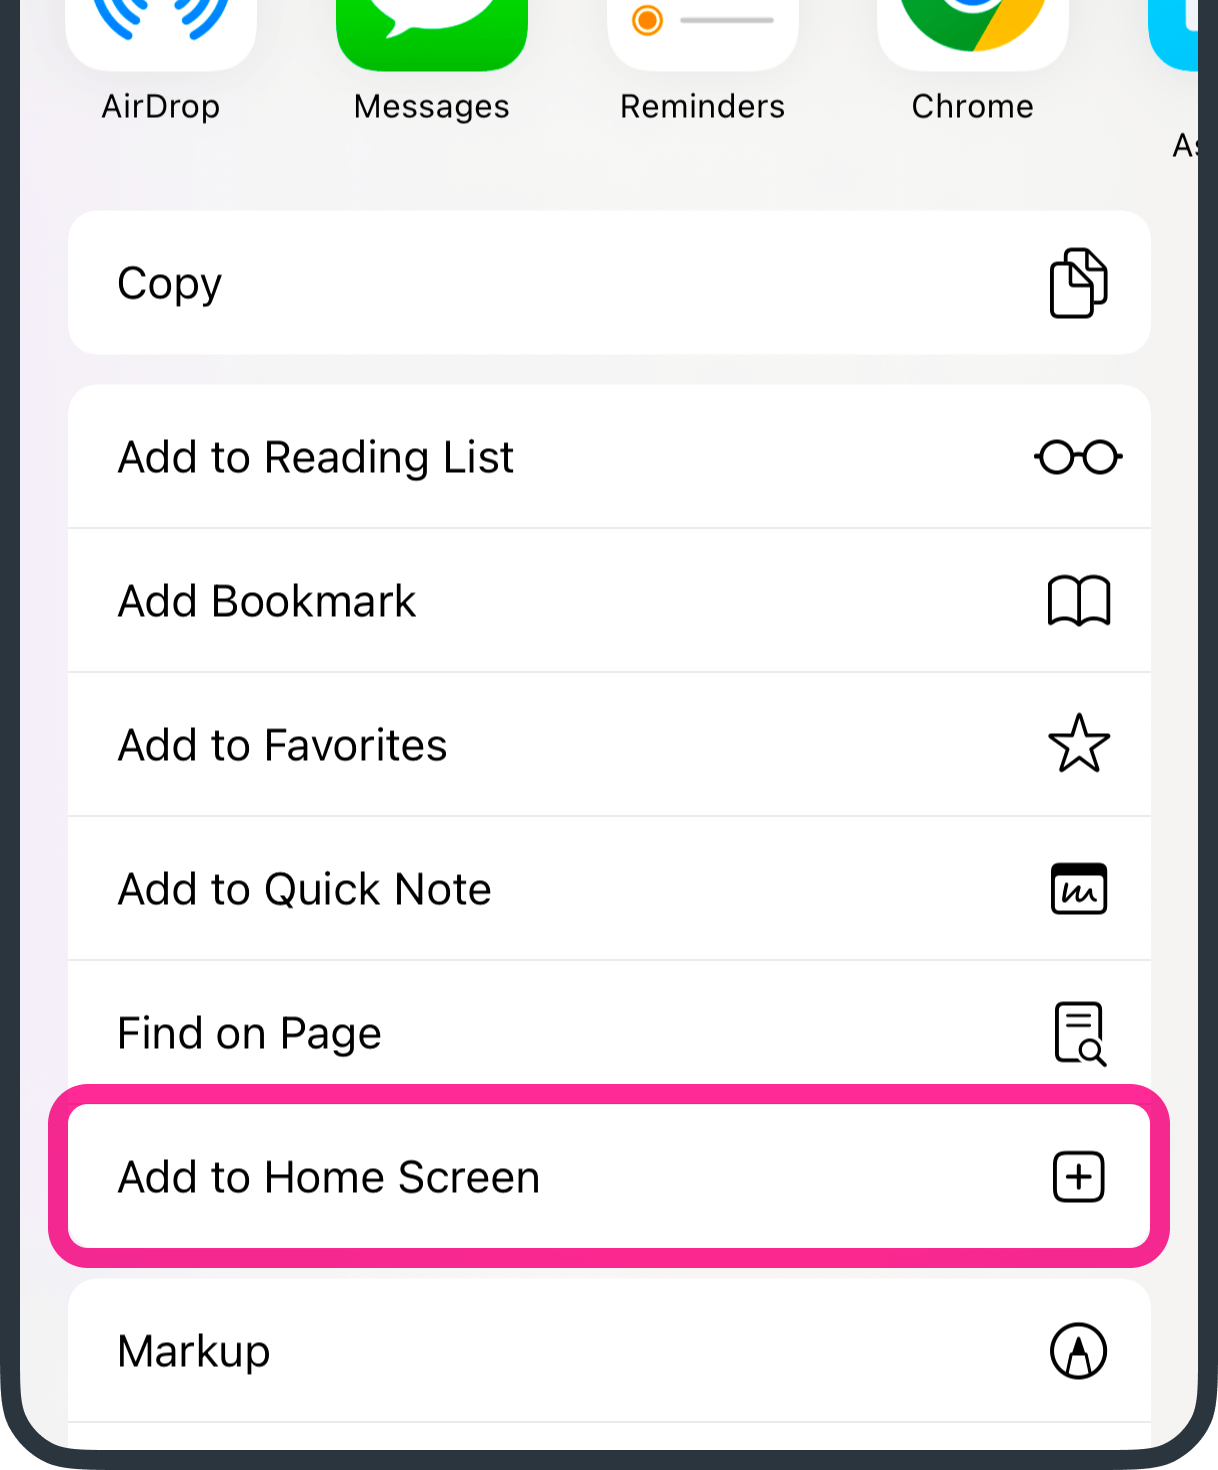 AirDrop Messages Reminders Chrome
Copy
Add to Reading List
Add Bookmark
Add to Favorites
Add to Quick Note
Find on Page
Add to Home Screen
Markup